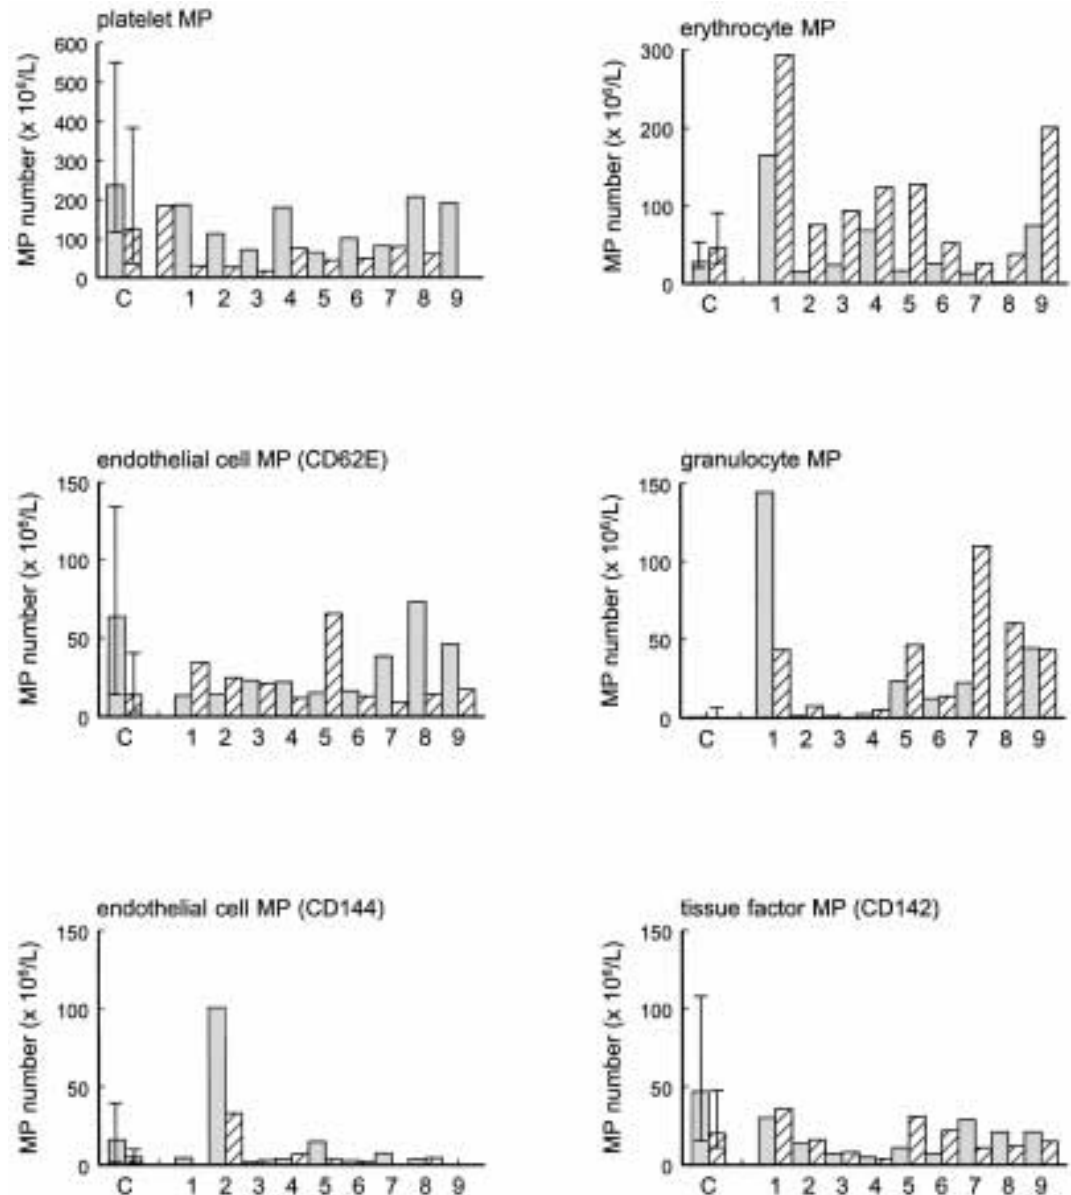 platelet MP
MP number (x 10⁶/L)
600
500
400
300
200
100
0
C 1 2 3 4 5 6 7 8 9
erythrocyte MP
MP number (x 10⁶/L)
300
200
100
0
C 1 2 3 4 5 6 7 8 9
endothelial cell MP (CD62E)
MP number (x 10⁶/L)
150
100
50
0
C 1 2 3 4 5 6 7 8 9
granulocyte MP
MP number (x 10⁶/L)
150
100
50
0
C 1 2 3 4 5 6 7 8 9
endothelial cell MP (CD144)
MP number (x 10⁶/L)
150
100
50
0
C 1 2 3 4 5 6 7 8 9
tissue factor MP (CD142)
MP number (x 10⁶/L)
150
100
50
0
C 1 2 3 4 5 6 7 8 9